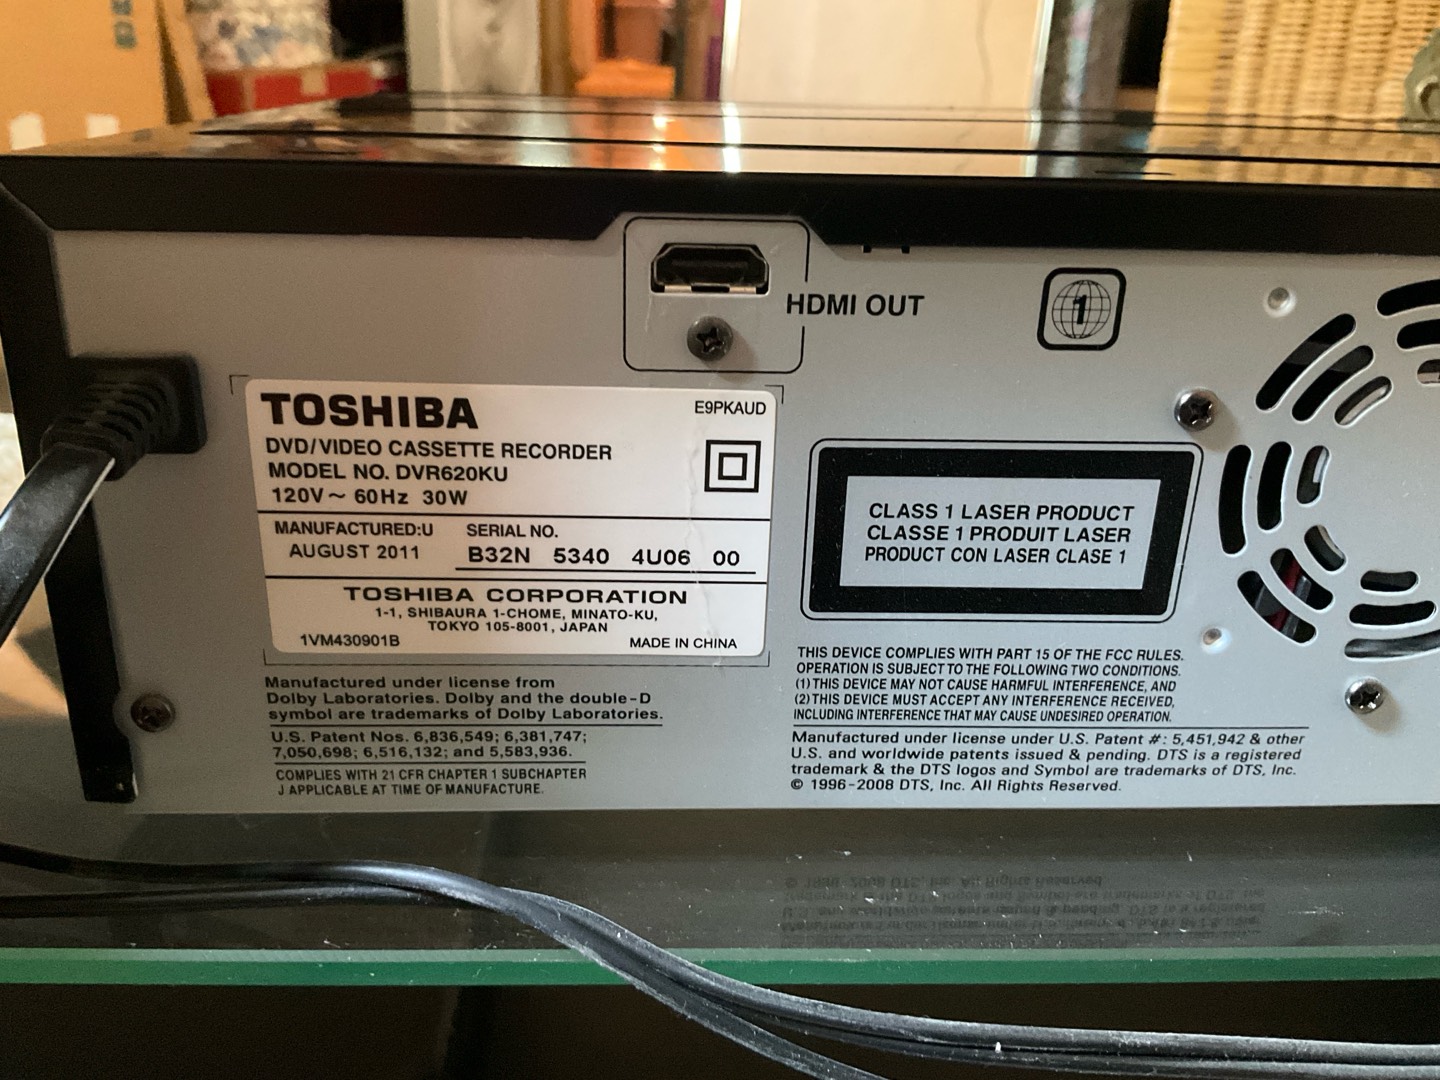 HDMI OUT
1
TOSHIBA
E9PKAUD
DVD/VIDEO CASSETTE RECORDER
MODEL NO. DVR620KU
120V ~ 60Hz 30W
MANUFACTURED:U
AUGUST 2011
SERIAL NO.
B32N 5340 4U06 00
TOSHIBA CORPORATION
1-1, SHIBAURA 1-CHOME, MINATO-KU,
TOKYO 105-8001, JAPAN
1VM430901B
MADE IN CHINA
Manufactured under license from
Dolby Laboratories. Dolby and the double-D
symbol are trademarks of Dolby Laboratories.
U.S. Patent Nos. 6,836,549; 6,381,747;
7,050,698; 6,516,132; and 5,583,936.
COMPLIES WITH 21 CFR CHAPTER 1 SUBCHAPTER
J APPLICABLE AT TIME OF MANUFACTURE.
CLASS 1 LASER PRODUCT
CLASSE 1 PRODUIT LASER
PRODUCT CON LASER CLASE 1
THIS DEVICE COMPLIES WITH PART 15 OF THE FCC RULES.
OPERATION IS SUBJECT TO THE FOLLOWING TWO CONDITIONS.
(1) THIS DEVICE MAY NOT CAUSE HARMFUL INTERFERENCE, AND
(2) THIS DEVICE MUST ACCEPT ANY INTERFERENCE RECEIVED,
INCLUDING INTERFERENCE THAT MAY CAUSE UNDESIRED OPERATION.
Manufactured under license under U.S. Patent #: 5,451,942 & other
U.S. and worldwide patents issued & pending. DTS is a registered
trademark & the DTS logos and Symbol are trademarks of DTS, Inc.
© 1996-2008 DTS, Inc. All Rights Reserved.